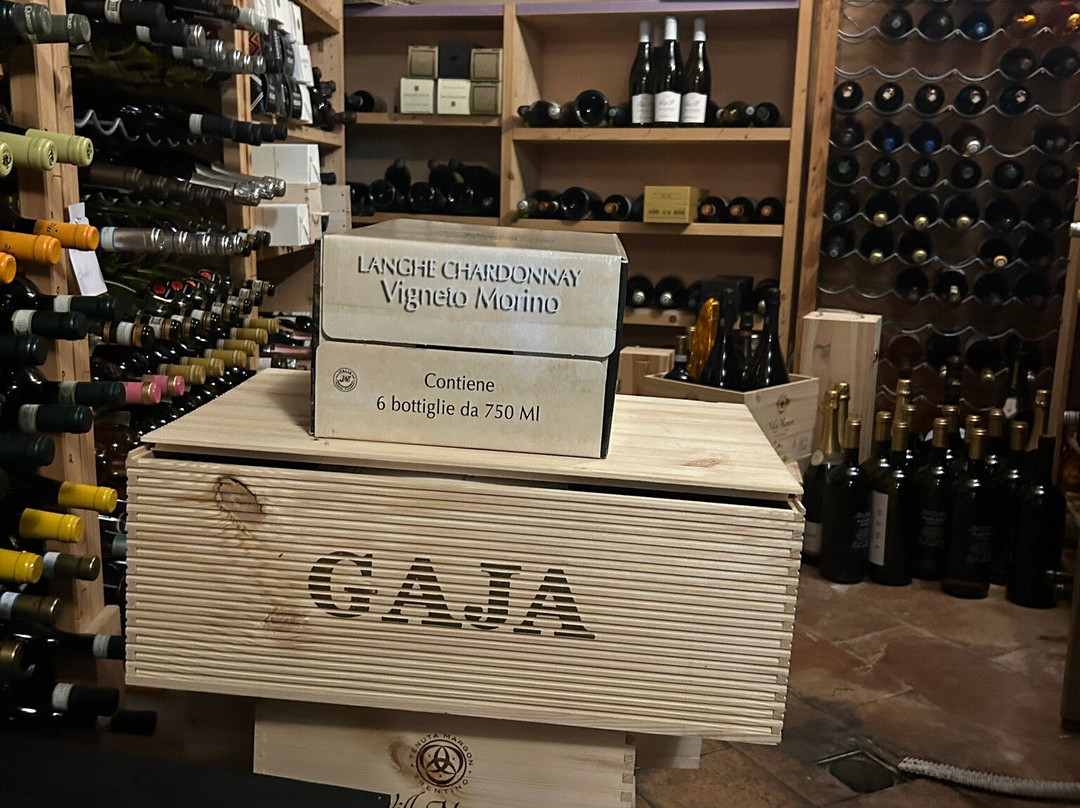 LANGHE CHARDONNAY
Vigneto Morino
Contiene
6 bottiglie da 750 Ml
GAJA
TENUTA MARGON
TRENTINO